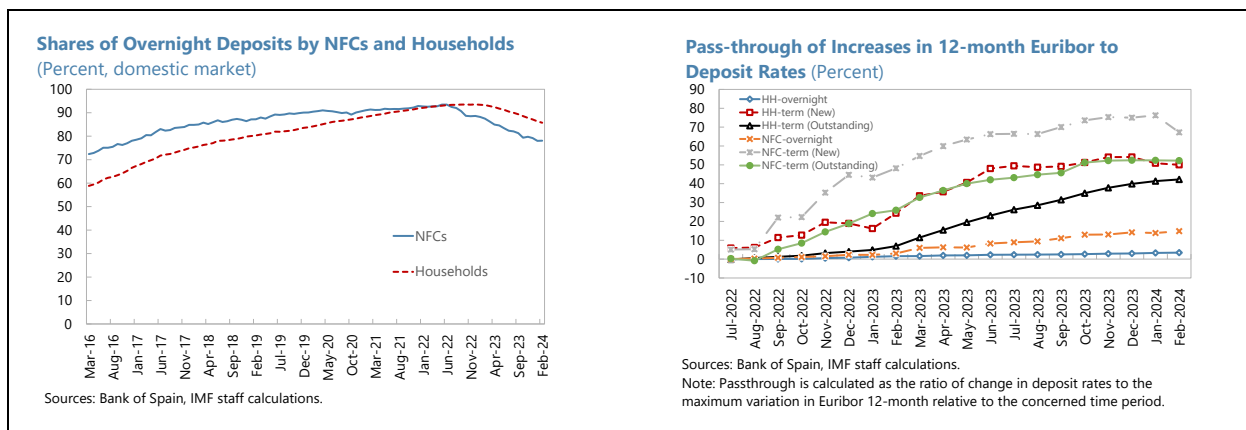 Shares of Overnight Deposits by NFCs and Households
(Percent, domestic market)
100
90
80
70
60
50
40
30
20
10
0
NFCs
Households
Mar-16
Aug-16
Jan-17
Jun-17
Nov-17
Apr-18
Sep-18
Feb-19
Jul-19
Dec-19
May-20
Oct-20
Mar-21
Aug-21
Jan-22
Jun-22
Nov-22
Apr-23
Sep-23
Feb-24
Sources: Bank of Spain, IMF staff calculations.
Pass-through of Increases in 12-month Euribor to
Deposit Rates (Percent)
90
80
70
60
50
40
30
20
10
0
-10
HH-overnight
HH-term (New)
HH-term (Outstanding)
NFC-overnight
NFC-term (New)
NFC-term (Outstanding)
Jul-2022
Aug-2022
Sep-2022
Oct-2022
Nov-2022
Dec-2022
Jan-2023
Feb-2023
Mar-2023
Apr-2023
May-2023
Jun-2023
Jul-2023
Aug-2023
Sep-2023
Oct-2023
Nov-2023
Dec-2023
Jan-2024
Feb-2024
Sources: Bank of Spain, IMF staff calculations.
Note: Passthrough is calculated as the ratio of change in deposit rates to the
maximum variation in Euribor 12-month relative to the concerned time period.